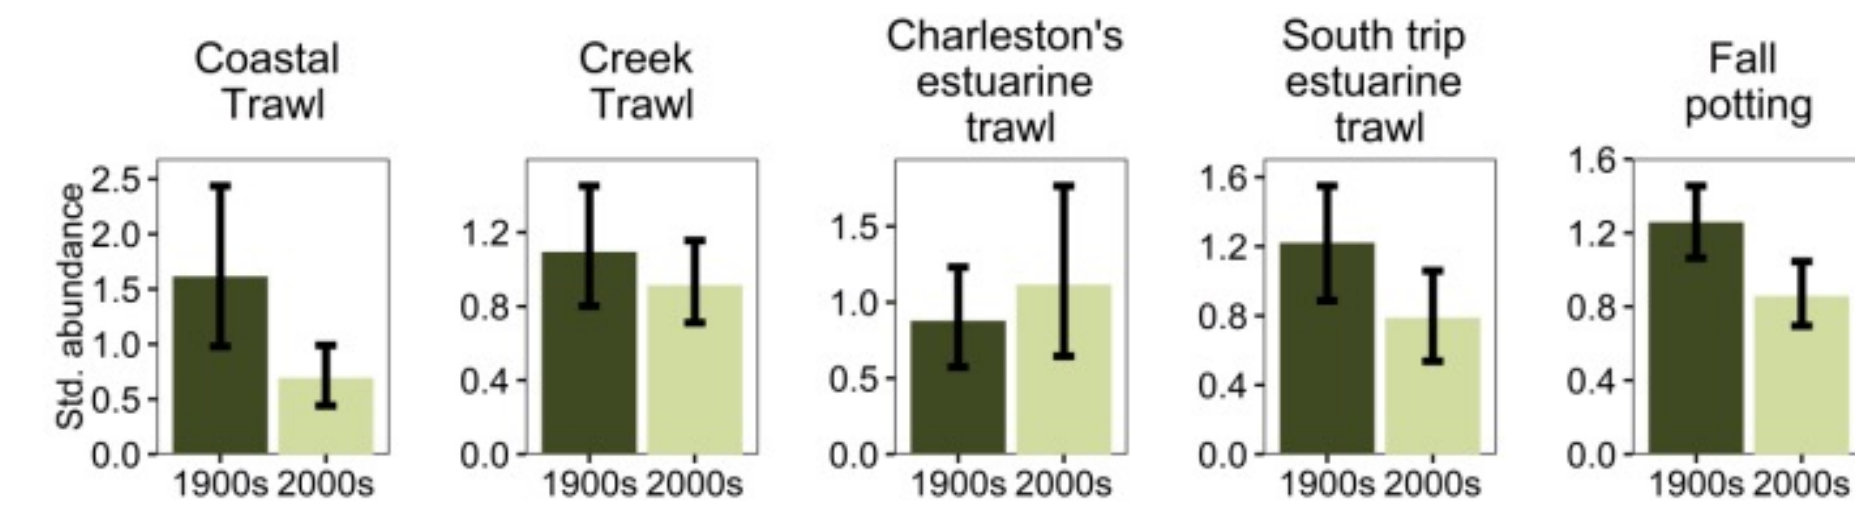 Coastal
Trawl
Std. abundance
2.5
2.0
1.5
1.0
0.5
0.0
1900s 2000s
Creek
Trawl
1.2
0.8
0.4
0.0
1900s 2000s
Charleston's
estuarine
trawl
1.5
1.0
0.5
0.0
1900s 2000s
South trip
estuarine
trawl
1.6
1.2
0.8
0.4
0.0
1900s 2000s
Fall
potting
1.6
1.2
0.8
0.4
0.0
1900s 2000s